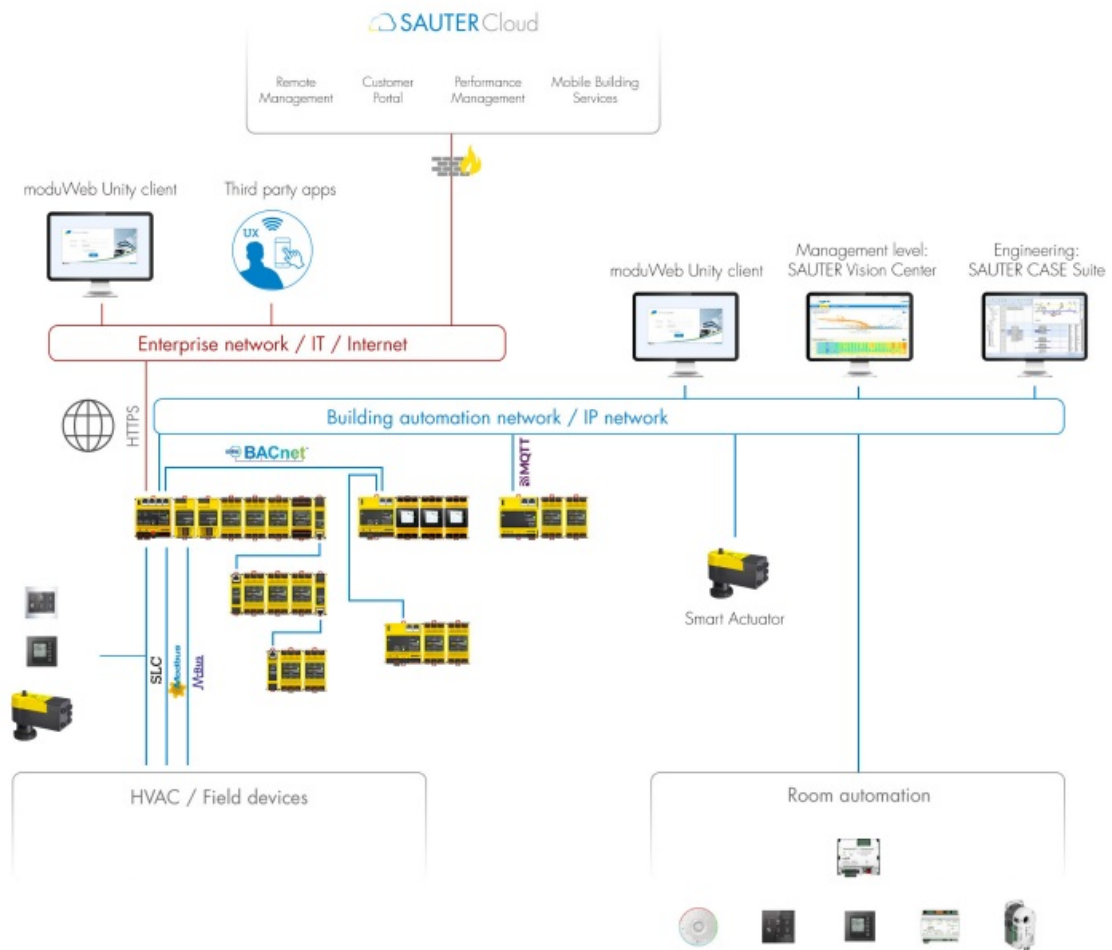 SAUTER Cloud
Remote
Management
Customer
Portal
Performance
Management
Mobile Building
Services
moduWeb Unity client
Third party apps
UX
moduWeb Unity client
Management level:
SAUTER Vision Center
Engineering:
SAUTER CASE Suite
Enterprise network / IT / Internet
Building automation network / IP network
HTTPS
BACnet
MQTT
Smart Actuator
SLC
Modbus
M-Bus
HVAC / Field devices
Room automation